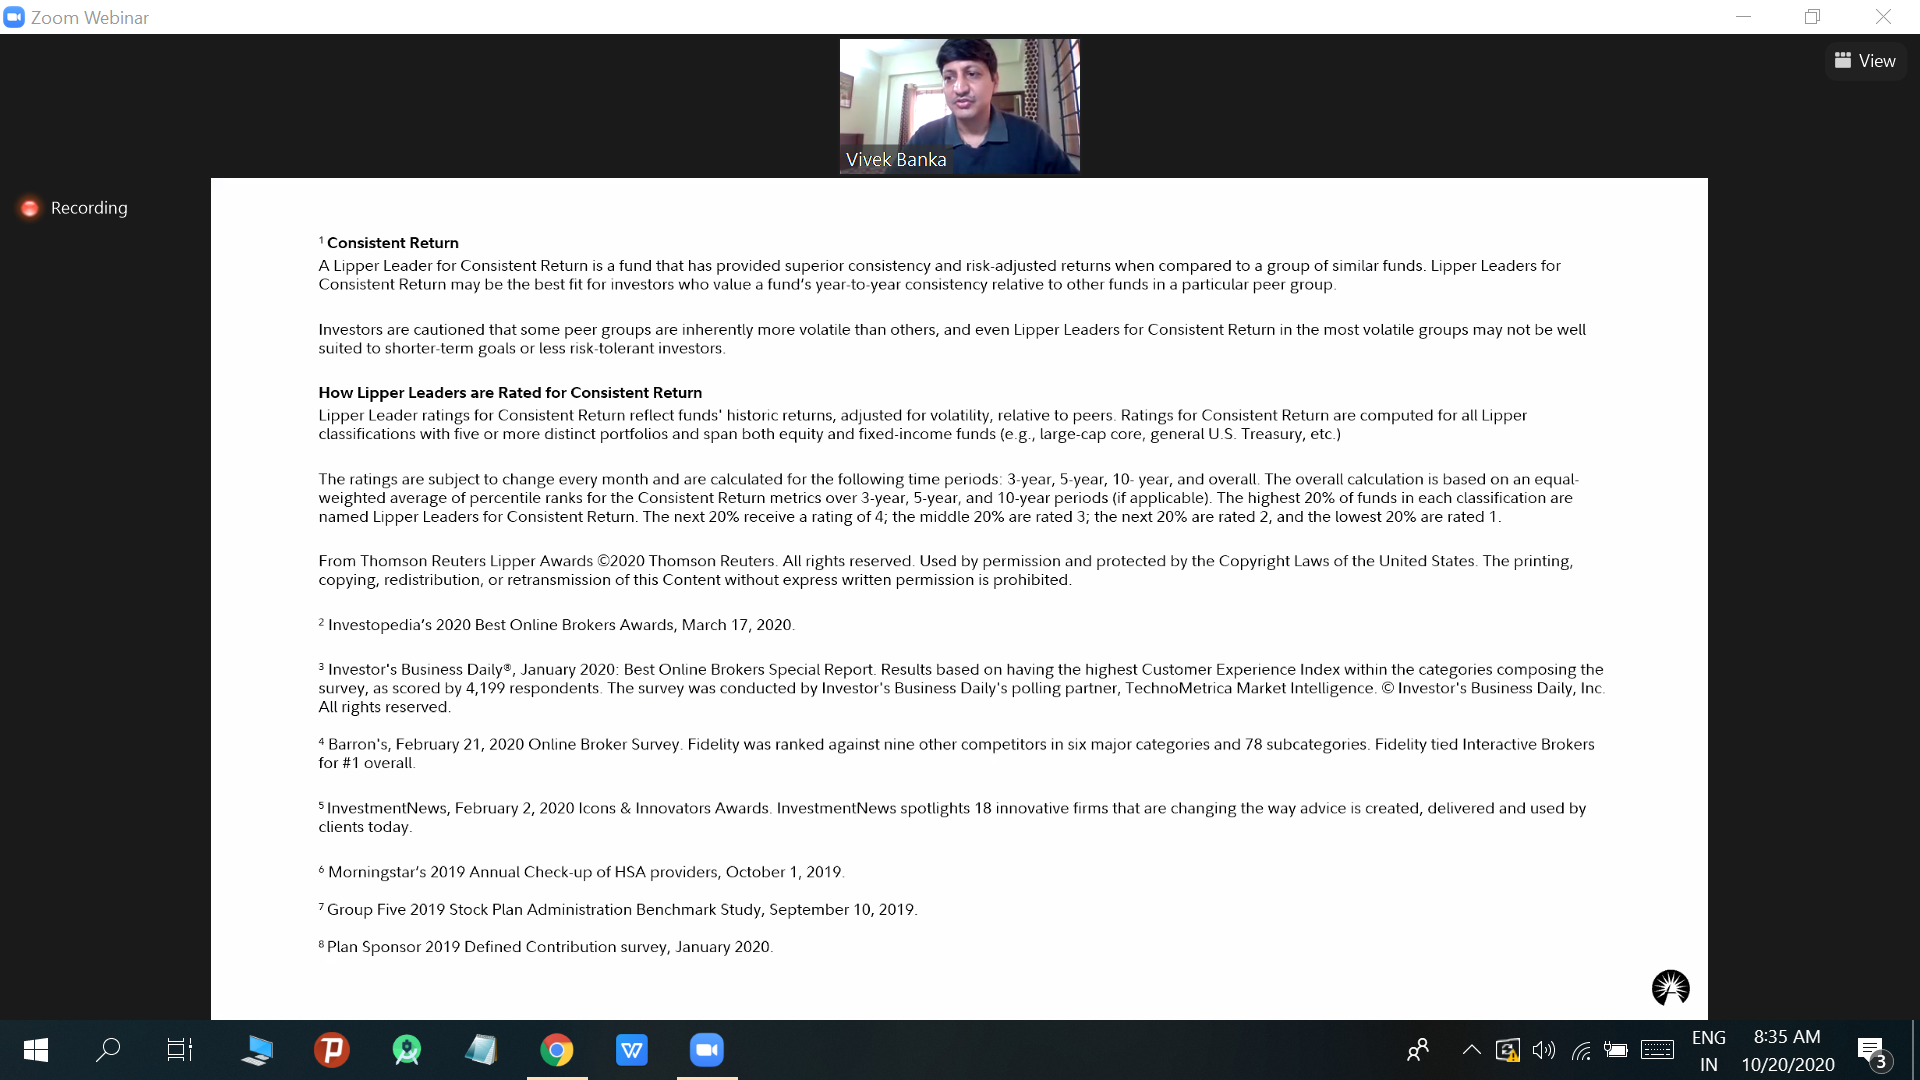 Zoom Webinar
View
Vivek Banka
Recording
1 Consistent Return
A Lipper Leader for Consistent Return is a fund that has provided superior consistency and risk-adjusted returns when compared to a group of similar funds. Lipper Leaders for
Consistent Return may be the best fit for investors who value a fund's year-to-year consistency relative to other funds in a particular peer group.
Investors are cautioned that some peer groups are inherently more volatile than others, and even Lipper Leaders for Consistent Return in the most volatile groups may not be well
suited to shorter-term goals or less risk-tolerant investors.
How Lipper Leaders are Rated for Consistent Return
Lipper Leader ratings for Consistent Return reflect funds' historic returns, adjusted for volatility, relative to peers. Ratings for Consistent Return are computed for all Lipper
classifications with five or more distinct portfolios and span both equity and fixed-income funds (e.g., large-cap core, general U.S. Treasury, etc.)
The ratings are subject to change every month and are calculated for the following time periods: 3-year, 5-year, 10- year, and overall. The overall calculation is based on an equal-
weighted average of percentile ranks for the Consistent Return metrics over 3-year, 5-year, and 10-year periods (if applicable). The highest 20% of funds in each classification are
named Lipper Leaders for Consistent Return. The next 20% receive a rating of 4; the middle 20% are rated 3; the next 20% are rated 2, and the lowest 20% are rated 1.
From Thomson Reuters Lipper Awards ©2020 Thomson Reuters. All rights reserved. Used by permission and protected by the Copyright Laws of the United States. The printing,
copying, redistribution, or retransmission of this Content without express written permission is prohibited.
2 Investopedia's 2020 Best Online Brokers Awards, March 17, 2020.
3 Investor's Business Daily®, January 2020: Best Online Brokers Special Report. Results based on having the highest Customer Experience Index within the categories composing the
survey, as scored by 4,199 respondents. The survey was conducted by Investor's Business Daily's polling partner, TechnoMetrica Market Intelligence. © Investor's Business Daily, Inc.
All rights reserved.
4 Barron's, February 21, 2020 Online Broker Survey. Fidelity was ranked against nine other competitors in six major categories and 78 subcategories. Fidelity tied Interactive Brokers
for #1 overall.
5 InvestmentNews, February 2, 2020 Icons & Innovators Awards. InvestmentNews spotlights 18 innovative firms that are changing the way advice is created, delivered and used by
clients today.
6 Morningstar's 2019 Annual Check-up of HSA providers, October 1, 2019.
7 Group Five 2019 Stock Plan Administration Benchmark Study, September 10, 2019.
8 Plan Sponsor 2019 Defined Contribution survey, January 2020.
ENG
IN
8:35 AM
10/20/2020
3